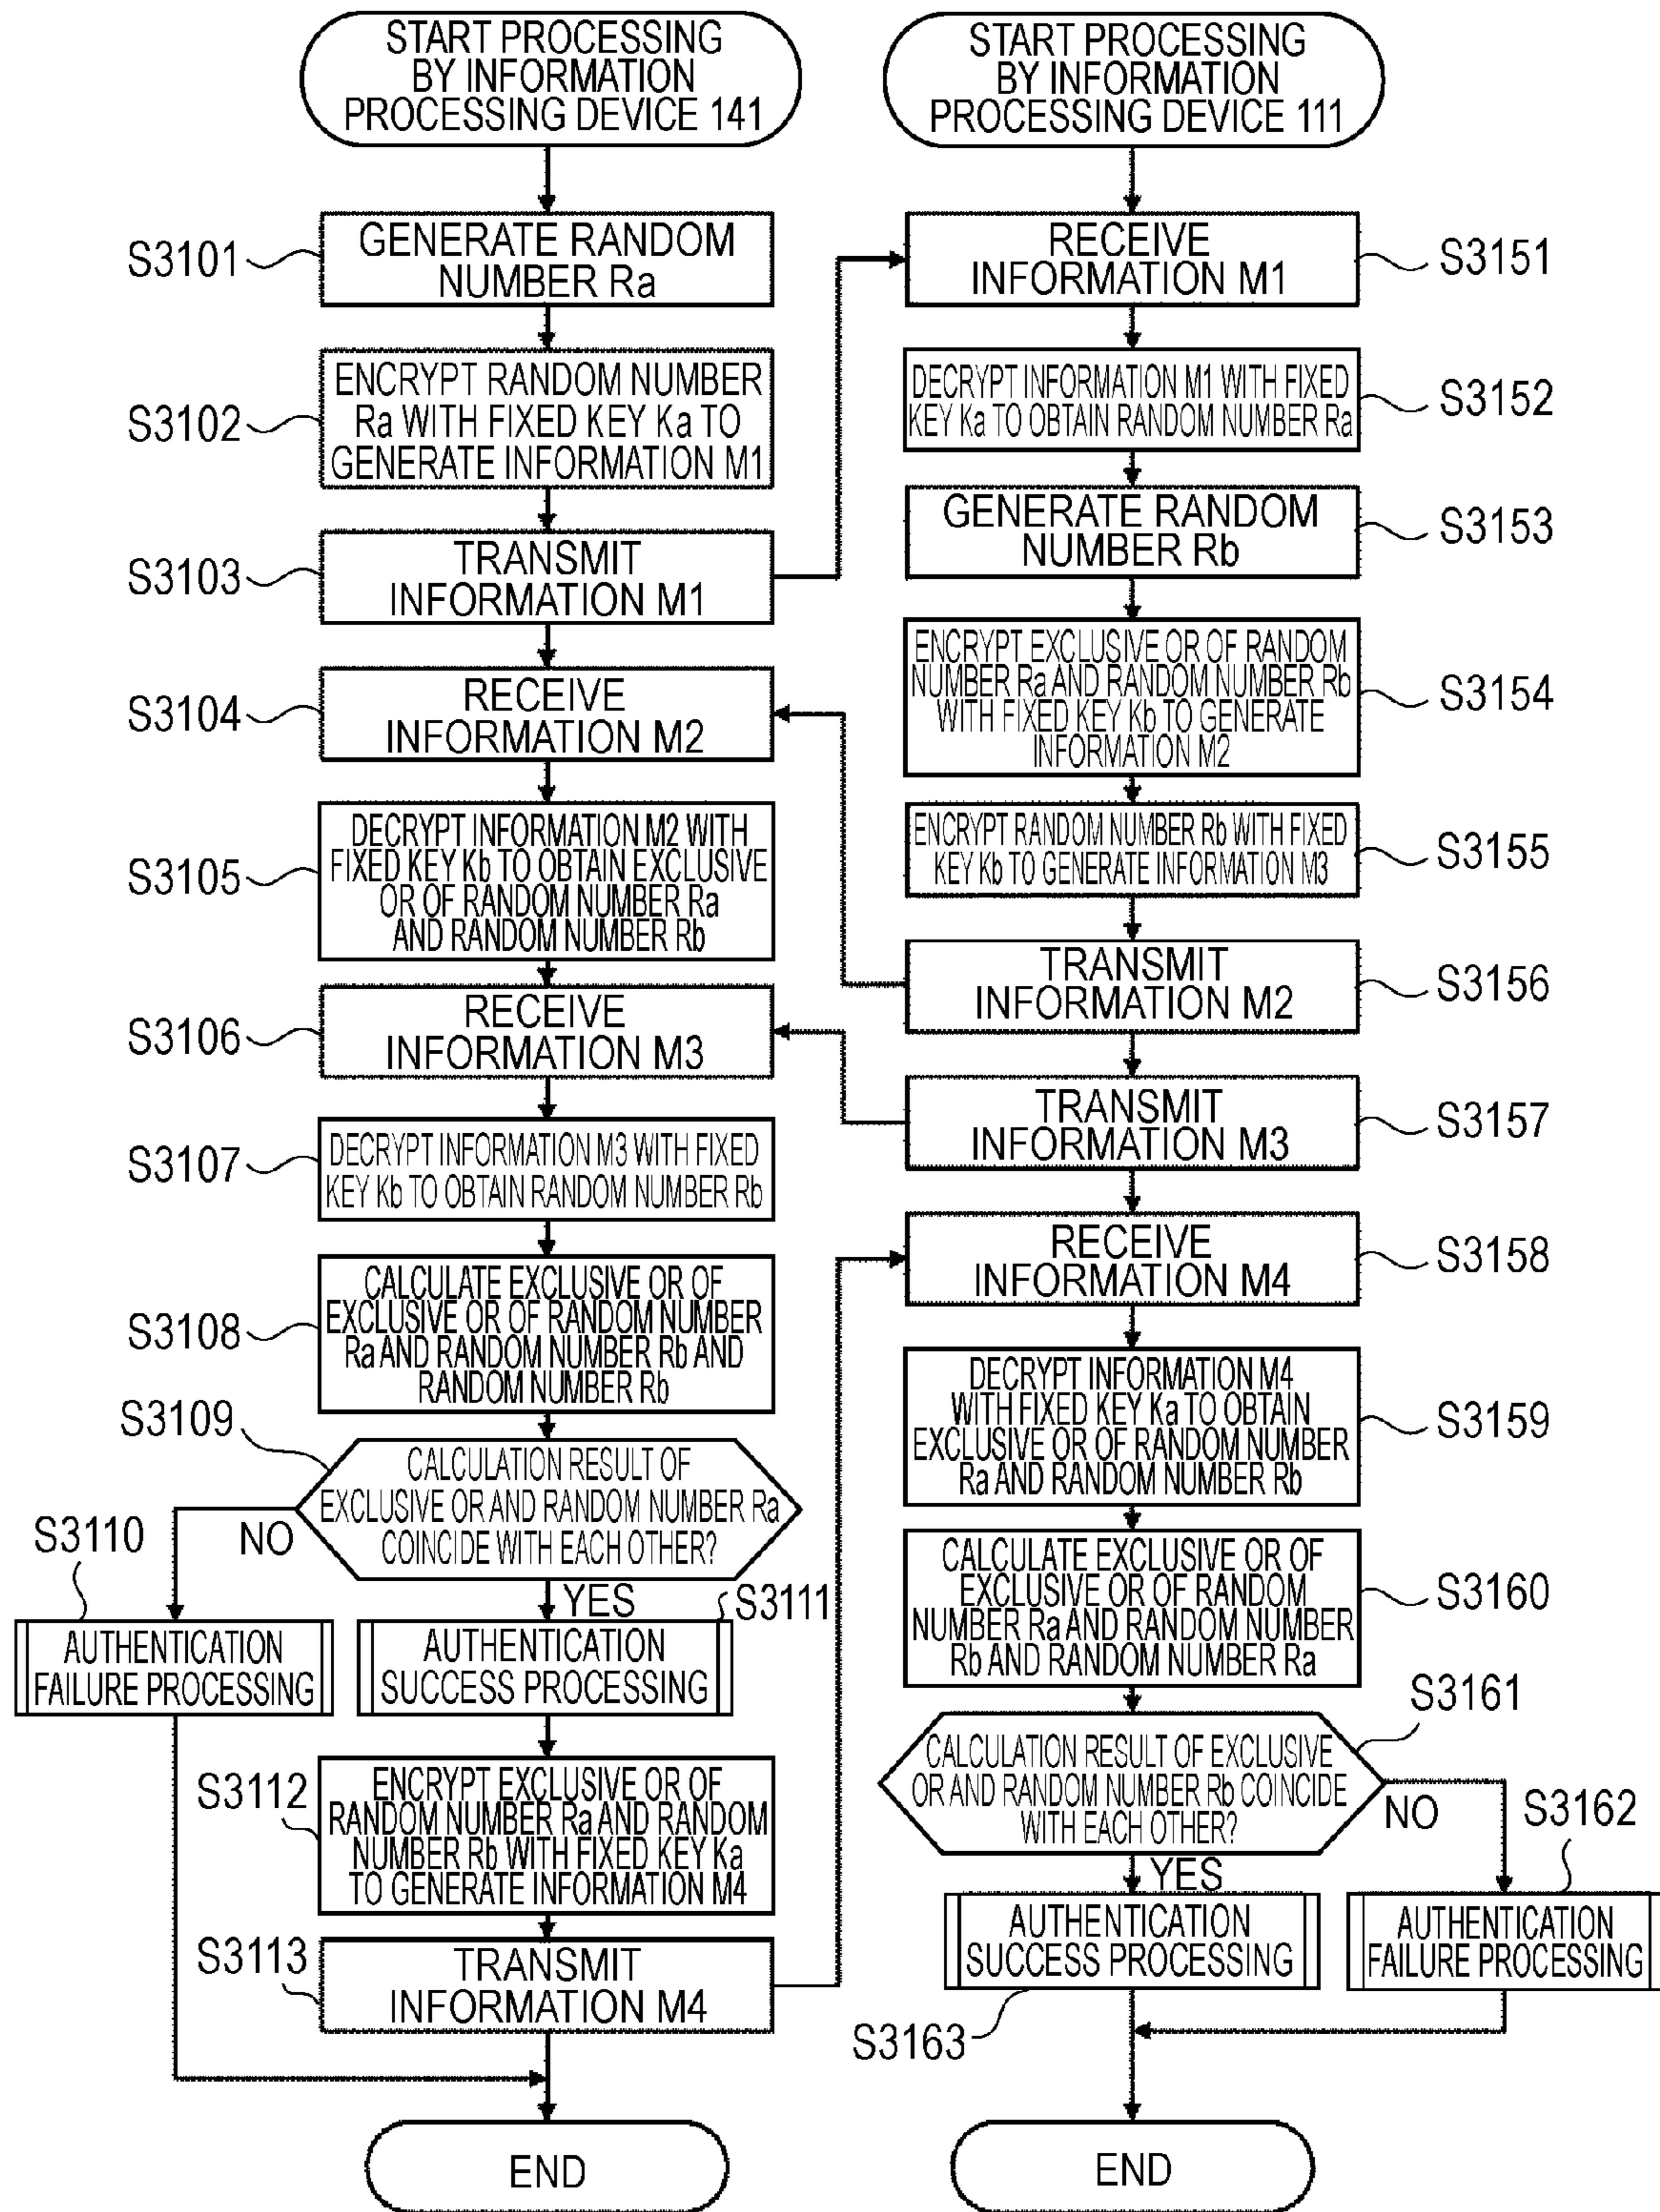 START PROCESSING
BY INFORMATION
PROCESSING DEVICE 141
S3101
GENERATE RANDOM
NUMBER Ra
S3102
ENCRYPT RANDOM NUMBER
Ra WITH FIXED KEY Ka TO
GENERATE INFORMATION M1
S3103
TRANSMIT
INFORMATION M1
S3104
RECEIVE
INFORMATION M2
S3105
DECRYPT INFORMATION M2 WITH
FIXED KEY Kb TO OBTAIN EXCLUSIVE
OR OF RANDOM NUMBER Ra
AND RANDOM NUMBER Rb
S3106
RECEIVE
INFORMATION M3
S3107
DECRYPT INFORMATION M3 WITH FIXED
KEY Kb TO OBTAIN RANDOM NUMBER Rb
S3108
CALCULATE EXCLUSIVE OR OF
EXCLUSIVE OR OF RANDOM NUMBER
Ra AND RANDOM NUMBER Rb AND
RANDOM NUMBER Rb
S3109
CALCULATION RESULT OF
EXCLUSIVE OR AND RANDOM NUMBER Ra
COINCIDE WITH EACH OTHER?
NO
YES
S3110
AUTHENTICATION
FAILURE PROCESSING
S3111
AUTHENTICATION
SUCCESS PROCESSING
S3112
ENCRYPT EXCLUSIVE OR OF
RANDOM NUMBER Ra AND RANDOM
NUMBER Rb WITH FIXED KEY Ka
TO GENERATE INFORMATION M4
S3113
TRANSMIT
INFORMATION M4
END
START PROCESSING
BY INFORMATION
PROCESSING DEVICE 111
RECEIVE
INFORMATION M1
S3151
DECRYPT INFORMATION M1 WITH FIXED
KEY Ka TO OBTAIN RANDOM NUMBER Ra
S3152
GENERATE RANDOM
NUMBER Rb
S3153
ENCRYPT EXCLUSIVE OR OF RANDOM
NUMBER Ra AND RANDOM NUMBER Rb
WITH FIXED KEY Kb TO GENERATE
INFORMATION M2
S3154
ENCRYPT RANDOM NUMBER Rb WITH FIXED
KEY Kb TO GENERATE INFORMATION M3
S3155
TRANSMIT
INFORMATION M2
S3156
TRANSMIT
INFORMATION M3
S3157
RECEIVE
INFORMATION M4
S3158
DECRYPT INFORMATION M4
WITH FIXED KEY Ka TO OBTAIN
EXCLUSIVE OR OF RANDOM NUMBER
Ra AND RANDOM NUMBER Rb
S3159
CALCULATE EXCLUSIVE OR OF
EXCLUSIVE OR OF RANDOM
NUMBER Ra AND RANDOM NUMBER
Rb AND RANDOM NUMBER Ra
S3160
S3161
CALCULATION RESULT OF EXCLUSIVE
OR AND RANDOM NUMBER Rb COINCIDE
WITH EACH OTHER?
NO
YES
S3162
AUTHENTICATION
SUCCESS PROCESSING
AUTHENTICATION
FAILURE PROCESSING
S3163
END